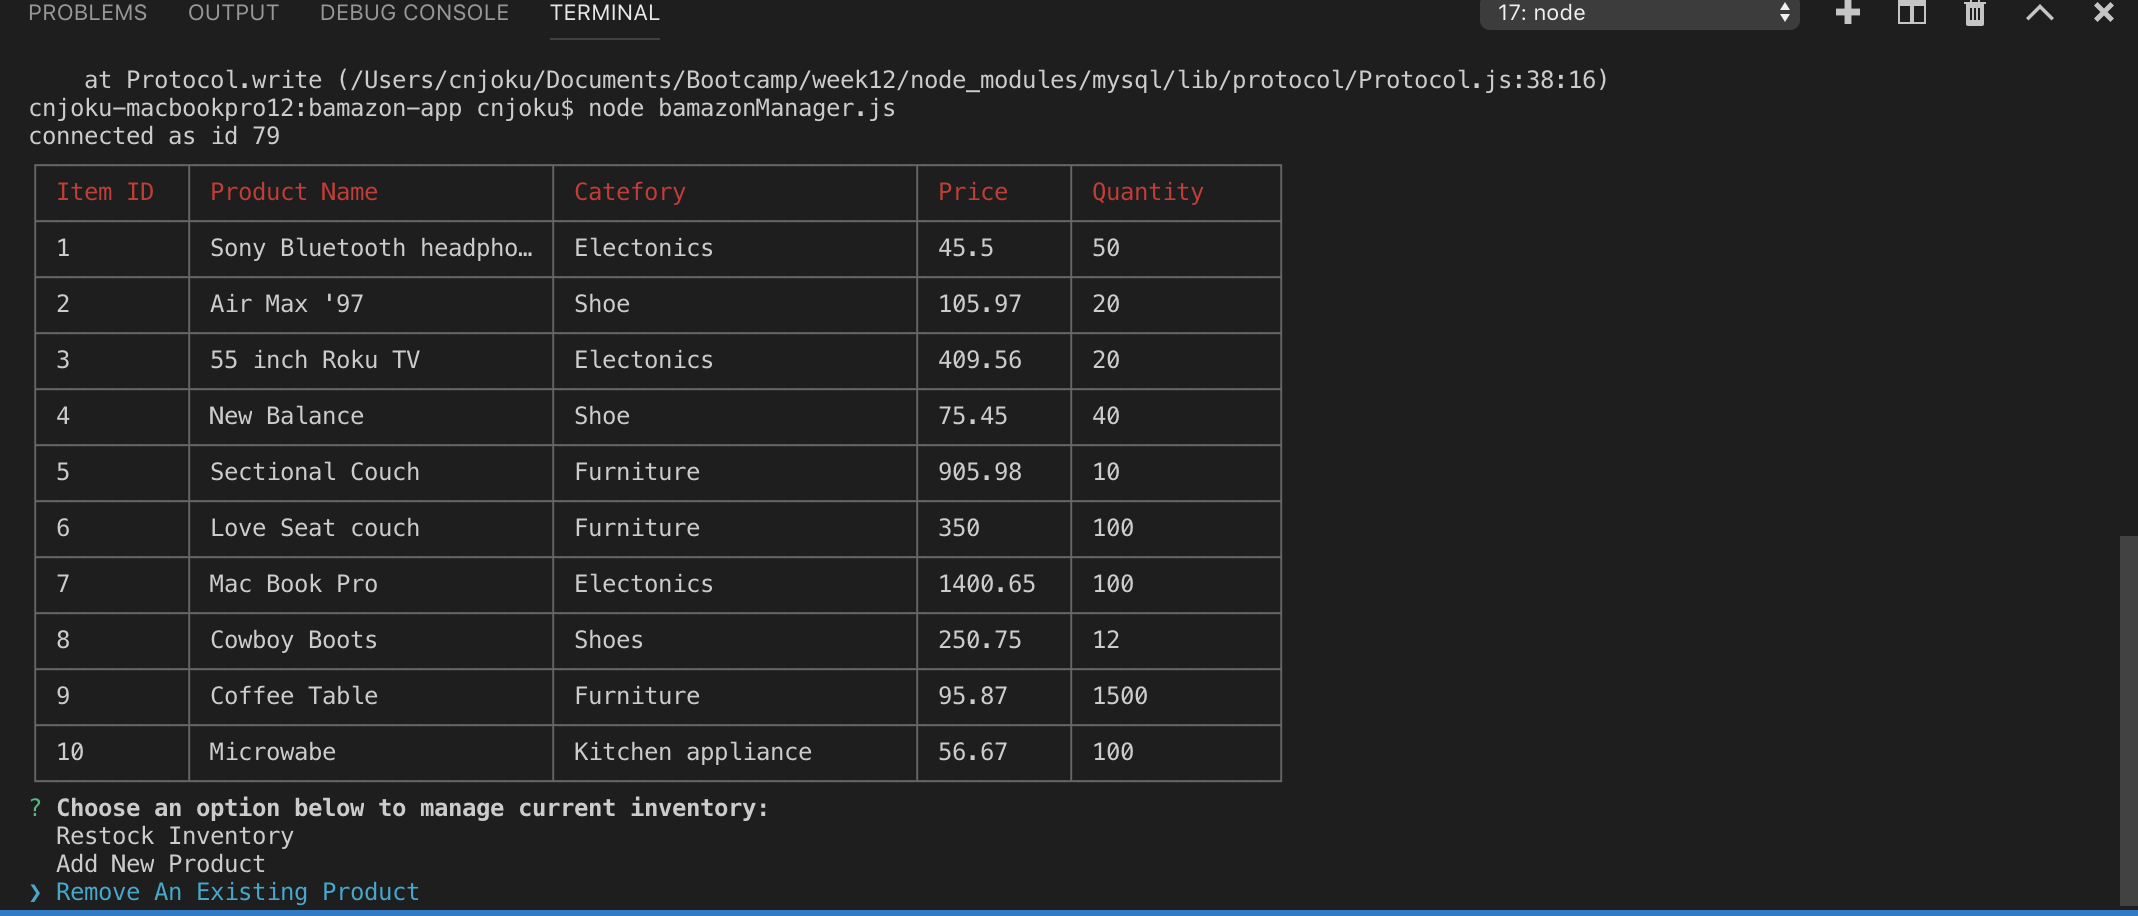 PROBLEMS OUTPUT DEBUG CONSOLE TERMINAL 17: node
at Protocol.write (/Users/cnjoku/Documents/Bootcamp/week12/node_modules/mysql/lib/protocol/Protocol.js:38:16)
cnjoku-macbookpro12:bamazon-app cnjoku$ node bamazonManager.js
connected as id 79
Item ID Product Name Catefory Price Quantity
1 Sony Bluetooth headpho… Electonics 45.5 50
2 Air Max '97 Shoe 105.97 20
3 55 inch Roku TV Electonics 409.56 20
4 New Balance Shoe 75.45 40
5 Sectional Couch Furniture 905.98 10
6 Love Seat couch Furniture 350 100
7 Mac Book Pro Electonics 1400.65 100
8 Cowboy Boots Shoes 250.75 12
9 Coffee Table Furniture 95.87 1500
10 Microwabe Kitchen appliance 56.67 100
? Choose an option below to manage current inventory:
Restock Inventory
Add New Product
❯ Remove An Existing Product